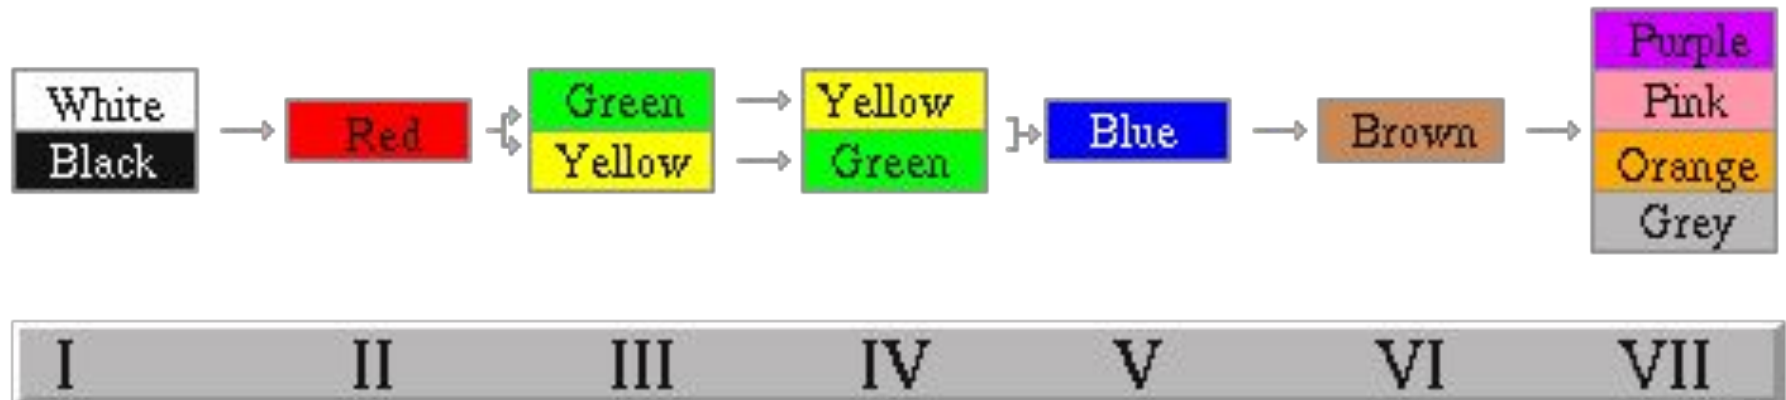 White
Black
Red
Green
Yellow
Yellow
Green
Blue
Brown
Purple
Pink
Orange
Grey
I II III IV V VI VII